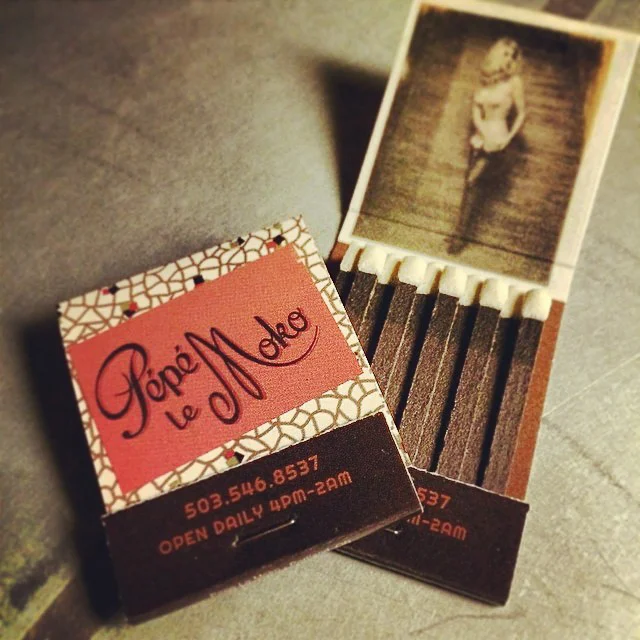 Pépé
le Moko
503.546.8537
OPEN DAILY 4PM-2AM
537
M-2AM